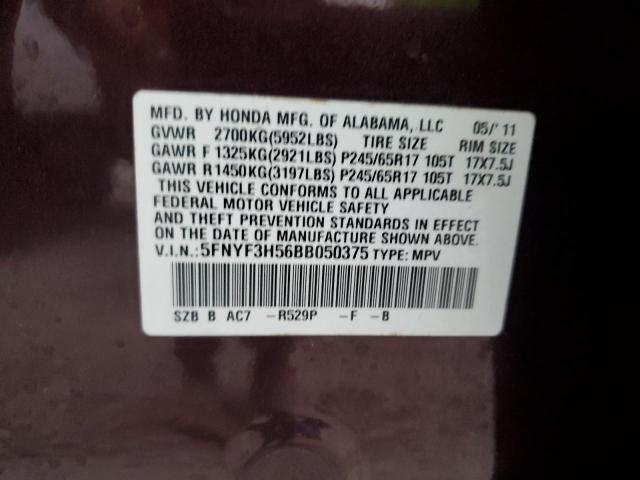 MFD. BY HONDA MFG. OF ALABAMA, LLC 05/'11
GVWR 2700KG(5952LBS) TIRE SIZE RIM SIZE
GAWR F 1325KG(2921LBS) P245/65R17 105T 17X7.5J
GAWR R1450KG(3197LBS) P245/65R17 105T 17X7.5J
THIS VEHICLE CONFORMS TO ALL APPLICABLE
FEDERAL MOTOR VEHICLE SAFETY
AND THEFT PREVENTION STANDARDS IN EFFECT
ON THE DATE OF MANUFACTURE SHOWN ABOVE.
V.I.N.:5FNYF3H56BB050375 TYPE: MPV
SZB B AC7 -R529P -F -B